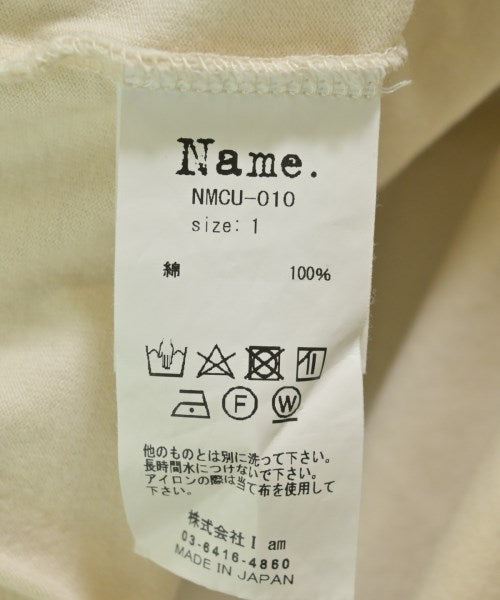 Name.
NMCU-010
size: 1
綿 100%
F W
他のものとは別に洗って下さい。
長時間水につけないで下さい。
アイロンの際は当て布を使用して
下さい。
株式会社I am
03-6416-4860
MADE IN JAPAN